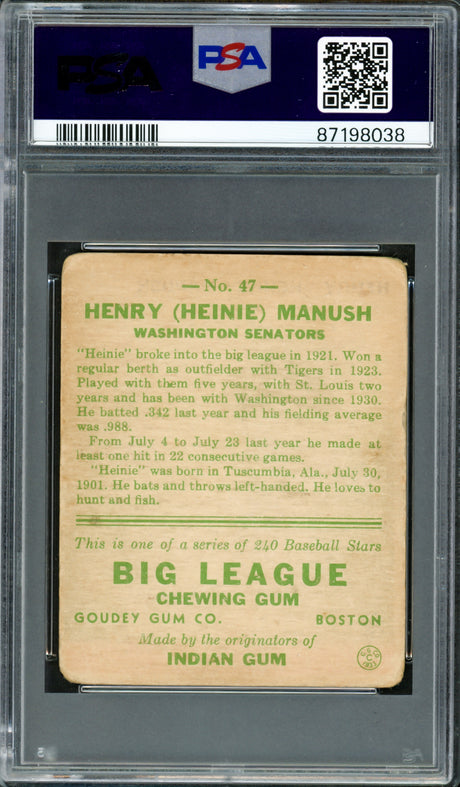 PSA
PSA
87198038
— No. 47 —
HENRY (HEINIE) MANUSH
WASHINGTON SENATORS
"Heinie" broke into the big league in 1921. Won a
regular berth as outfielder with Tigers in 1923.
Played with them five years, with St. Louis two
years and has been with Washington since 1930.
He batted .342 last year and his fielding average
was .988.
From July 4 to July 23 last year he made at
least one hit in 22 consecutive games.
"Heinie" was born in Tuscumbia, Ala., July 30,
1901. He bats and throws left-handed. He loves to
hunt and fish.
This is one of a series of 240 Baseball Stars
BIG LEAGUE
CHEWING GUM
GOUDEY GUM CO. BOSTON
Made by the originators of
INDIAN GUM